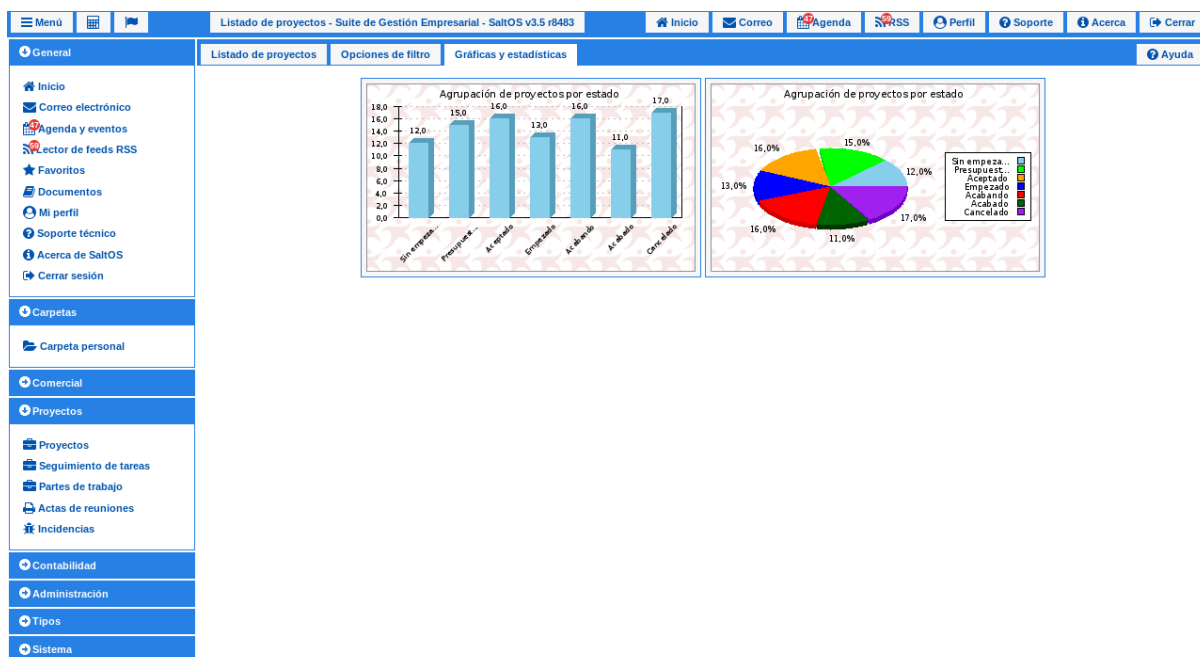 Menú
Listado de proyectos - Suite de Gestión Empresarial - SaltOS v3.5 r8483
Inicio
Correo
47
Agenda
59
RSS
Perfil
Soporte
Acerca
Cerrar
General
Inicio
Correo electrónico
47
Agenda y eventos
59
Lector de feeds RSS
Favoritos
Documentos
Mi perfil
Soporte técnico
Acerca de SaltOS
Cerrar sesión
Carpetas
Carpeta personal
Comercial
Proyectos
Proyectos
Seguimiento de tareas
Partes de trabajo
Actas de reuniones
Incidencias
Contabilidad
Administración
Tipos
Sistema
Listado de proyectos
Opciones de filtro
Gráficas y estadísticas
Ayuda
Agrupación de proyectos por estado
18,0
16,0
14,0
12,0
10,0
8,0
6,0
4,0
2,0
0,0
12,0
15,0
16,0
13,0
16,0
11,0
17,0
Sin empeza...
Presupues...
Aceptado
Empezado
Acabando
Acabado
Cancelado
Agrupación de proyectos por estado
16,0%
15,0%
12,0%
13,0%
17,0%
16,0%
11,0%
Sin empeza...
Presupuest...
Aceptado
Empezado
Acabando
Acabado
Cancelado